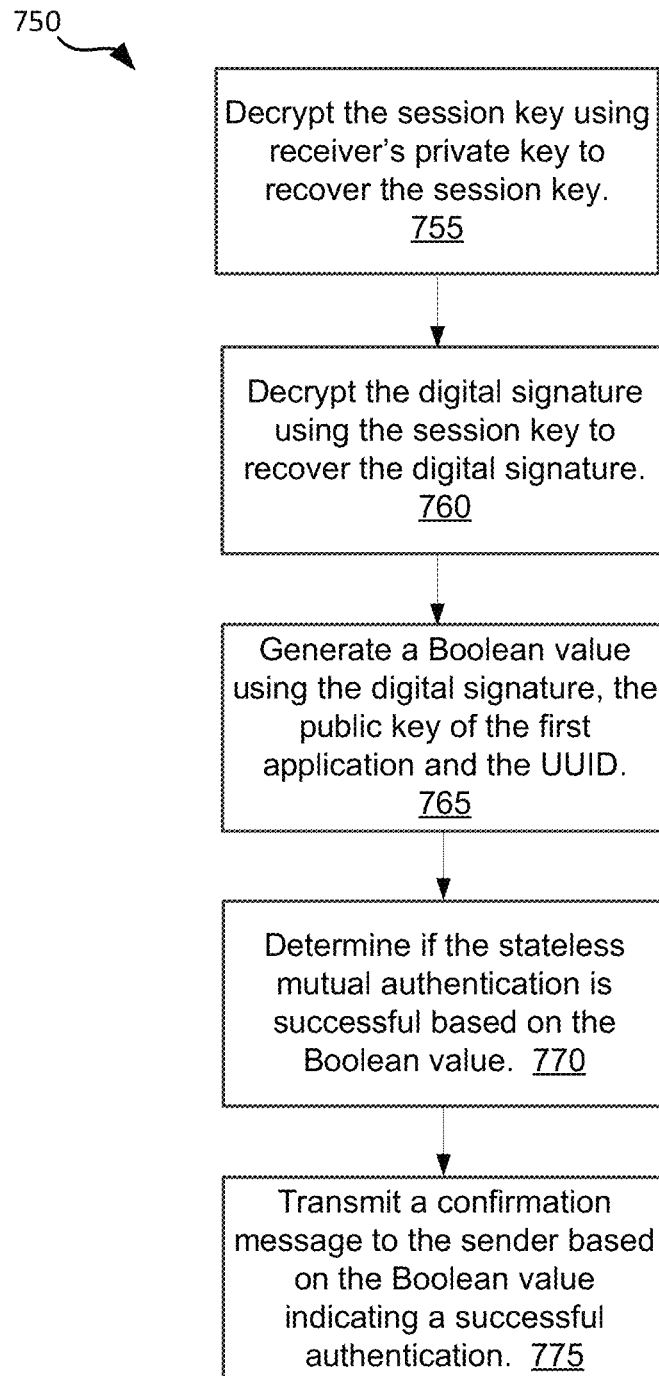 750
Decrypt the session key using
receiver’s private key to
recover the session key.
755
Decrypt the digital signature
using the session key to
recover the digital signature.
760
Generate a Boolean value
using the digital signature, the
public key of the first
application and the UUID.
765
Determine if the stateless
mutual authentication is
successful based on the
Boolean value. 770
Transmit a confirmation
message to the sender based
on the Boolean value
indicating a successful
authentication. 775